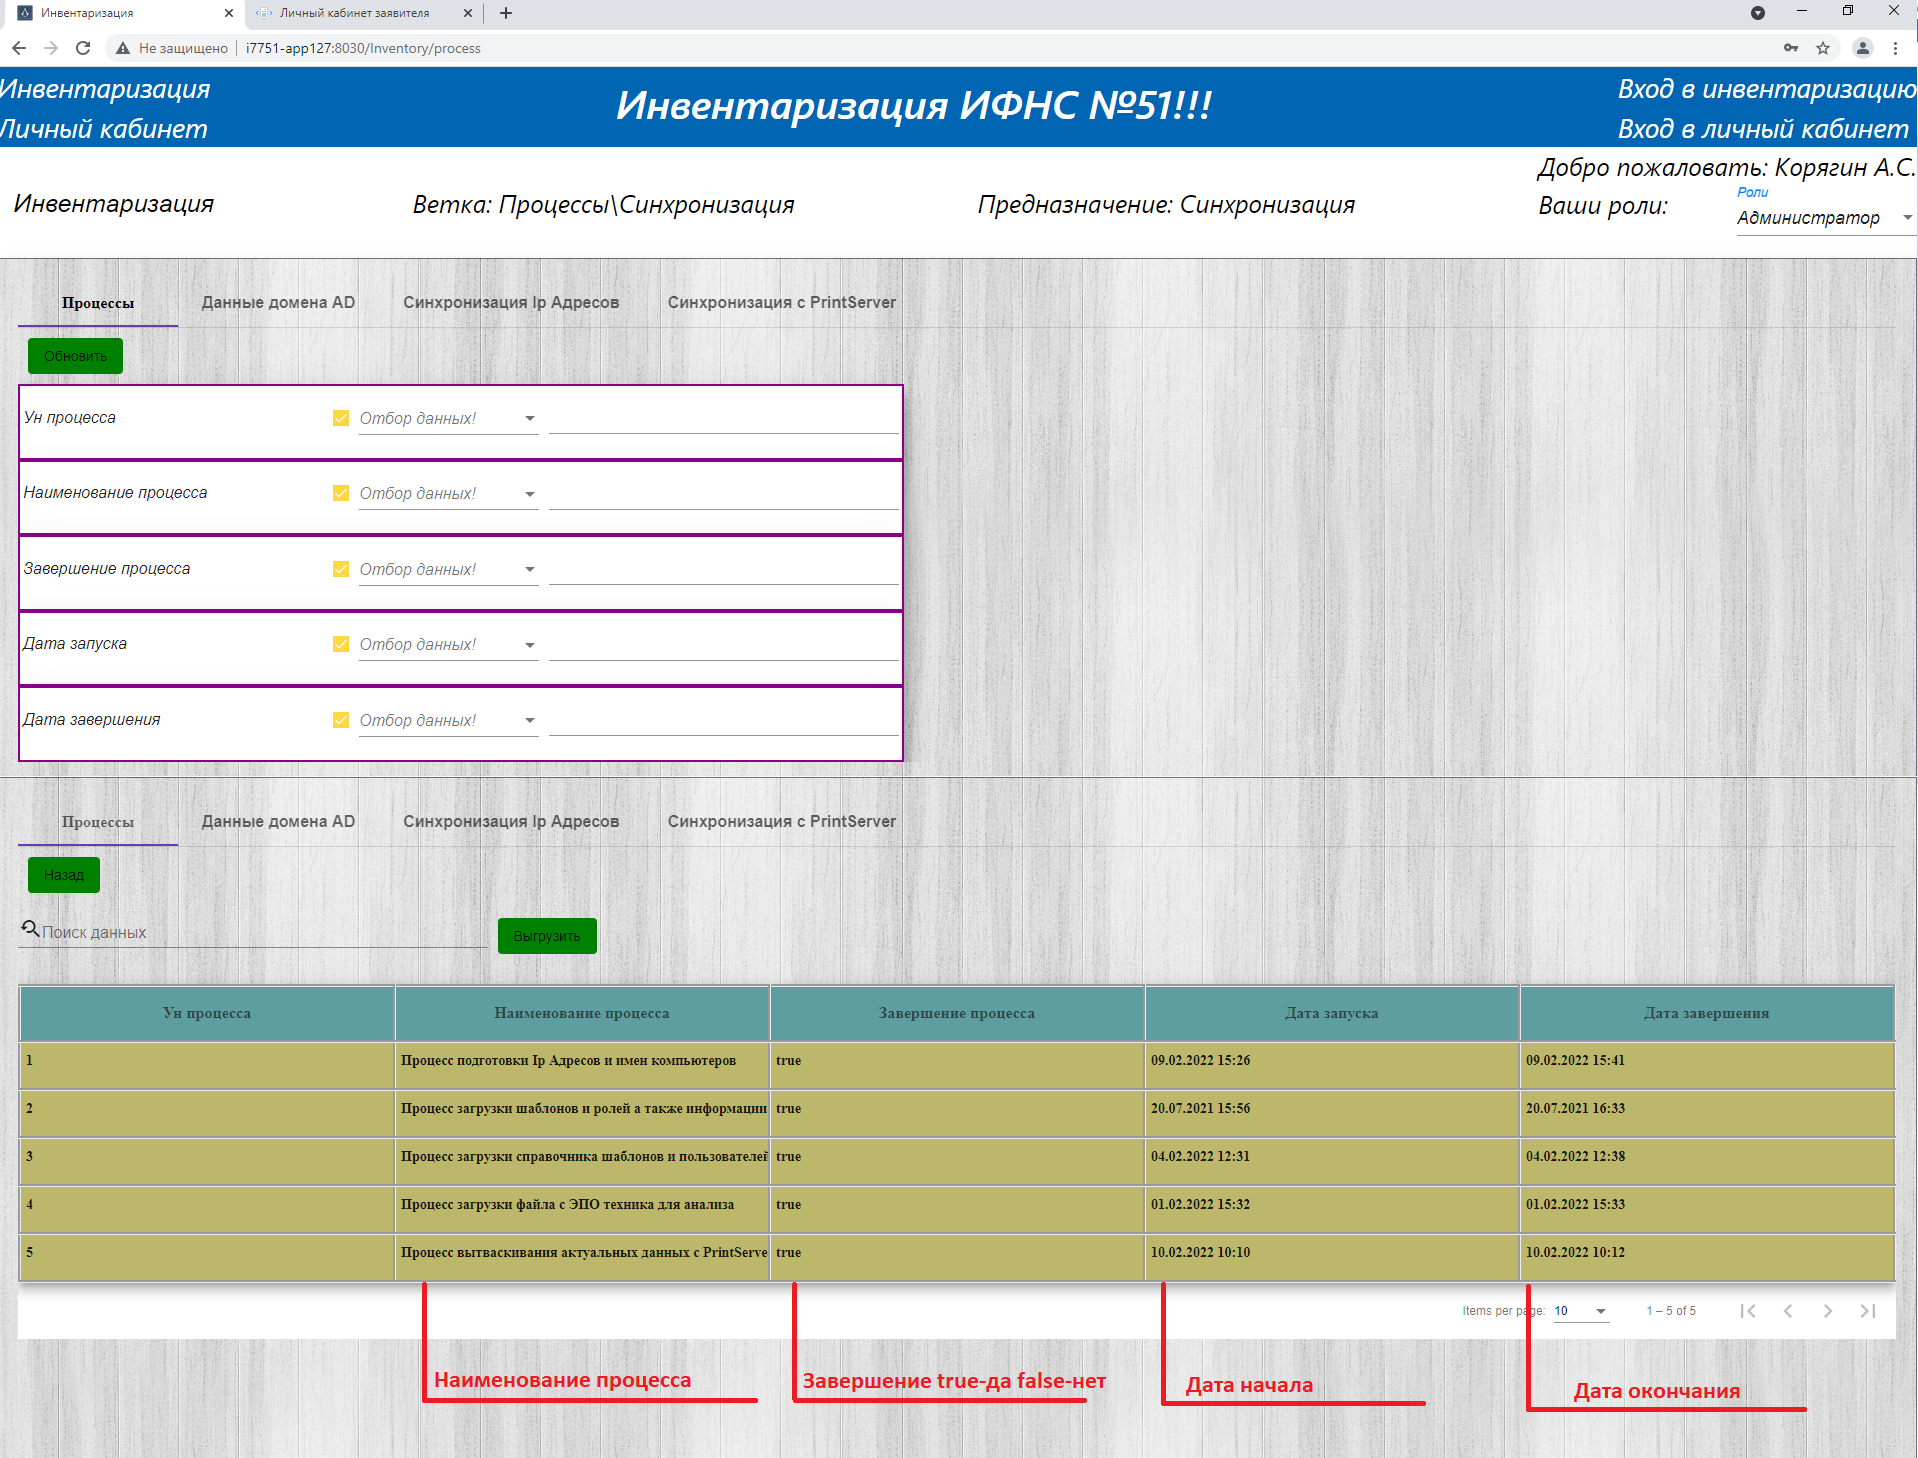 Инвентаризация
Личный кабинет заявителя
Не защищено
i7751-app127:8030/Inventory/process
Инвентаризация
Личный кабинет
Инвентаризация ИФНС №51!!!
Вход в инвентаризацию
Вход в личный кабинет
Добро пожаловать: Корягин А.С.
Инвентаризация
Ветка: Процессы\Синхронизация
Предназначение: Синхронизация
Ваши роли:
Роли
Администратор
Процессы
Данные домена AD
Синхронизация Ip Адресов
Синхронизация с PrintServer
Обновить
Ун процесса
Отбор данных!
Наименование процесса
Отбор данных!
Завершение процесса
Отбор данных!
Дата запуска
Отбор данных!
Дата завершения
Отбор данных!
Процессы
Данные домена AD
Синхронизация Ip Адресов
Синхронизация с PrintServer
Назад
Поиск данных
Выгрузить
Ун процесса
Наименование процесса
Завершение процесса
Дата запуска
Дата завершения
1
Процесс подготовки Ip Адресов и имен компьютеров
true
09.02.2022 15:26
09.02.2022 15:41
2
Процесс загрузки шаблонов и ролей а также информации
true
20.07.2021 15:56
20.07.2021 16:33
3
Процесс загрузки справочника шаблонов и пользователей
true
04.02.2022 12:31
04.02.2022 12:38
4
Процесс загрузки файла с ЭПО техника для анализа
true
01.02.2022 15:32
01.02.2022 15:33
5
Процесс вытваскивания актуальных данных с PrintServe
true
10.02.2022 10:10
10.02.2022 10:12
Items per page:
10
1 – 5 of 5
Наименование процесса
Завершение true-да false-нет
Дата начала
Дата окончания